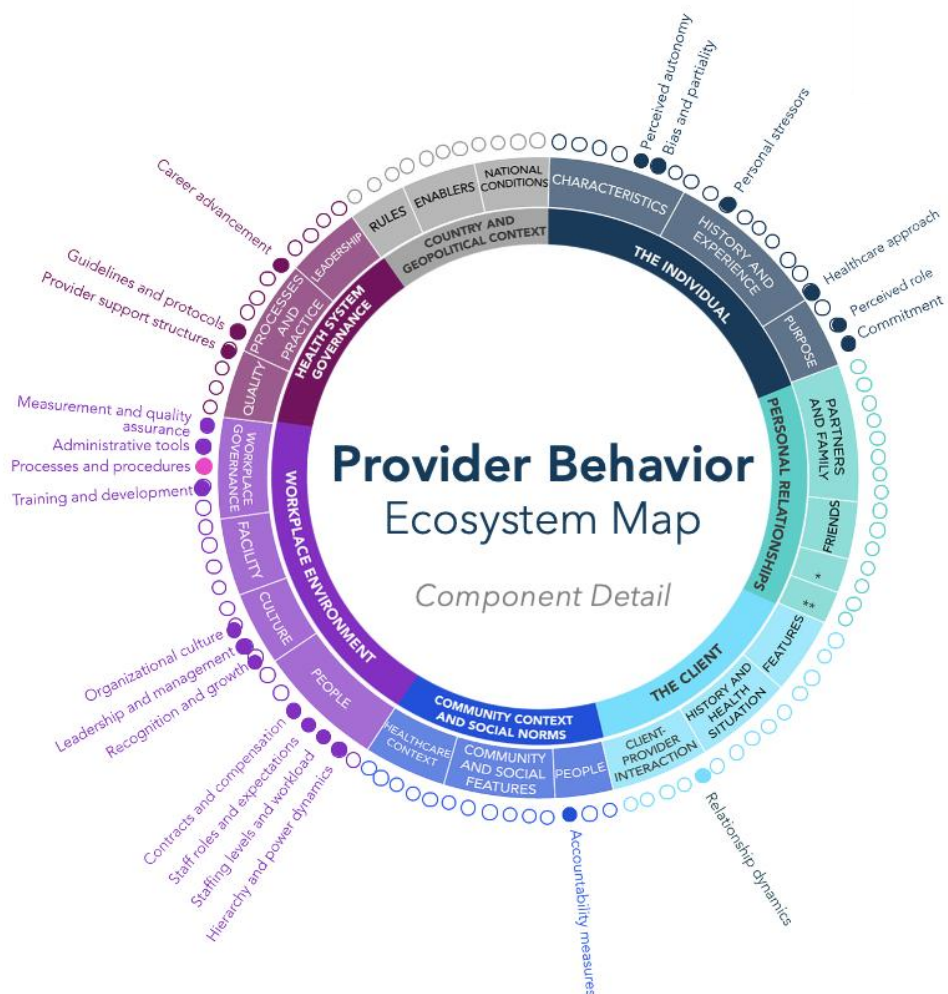 Provider Behavior
Ecosystem Map
Component Detail
THE INDIVIDUAL
CHARACTERISTICS
HISTORY AND
EXPERIENCE
PURPOSE
Perceived autonomy
Bias and partiality
Personal stressors
Healthcare approach
Perceived role
Commitment
PERSONAL RELATIONSHIPS
PARTNERS
AND FAMILY
FRIENDS
*
**
THE CLIENT
FEATURES
HISTORY AND
HEALTH
SITUATION
CLIENT-
PROVIDER
INTERACTION
Relationship dynamics
COMMUNITY CONTEXT
AND SOCIAL NORMS
PEOPLE
COMMUNITY
AND SOCIAL
FEATURES
HEALTHCARE
CONTEXT
Accountability measures
WORKPLACE ENVIRONMENT
PEOPLE
CULTURE
FACILITY
WORKPLACE
GOVERNANCE
Hierarchy and power dynamics
Staffing levels and workload
Staff roles and expectations
Contracts and compensation
Recognition and growth
Leadership and management
Organizational culture
Training and development
Processes and procedures
Administrative tools
Measurement and quality
assurance
HEALTH SYSTEM
GOVERNANCE
QUALITY
PROCESSES
AND
PRACTICE
LEADERSHIP
Provider support structures
Guidelines and protocols
Career advancement
COUNTRY AND
GEOPOLITICAL CONTEXT
RULES
ENABLERS
NATIONAL
CONDITIONS